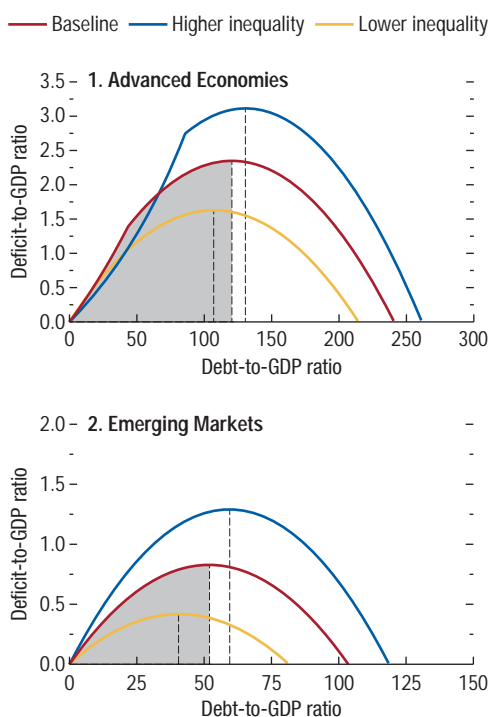 Baseline Higher inequality Lower inequality
1. Advanced Economies
Deficit-to-GDP ratio
3.5
3.0
2.5
2.0
1.5
1.0
0.5
0.0
0 50 100 150 200 250 300
Debt-to-GDP ratio
2. Emerging Markets
Deficit-to-GDP ratio
2.0
1.5
1.0
0.5
0.0
0 25 50 75 100 125 150
Debt-to-GDP ratio